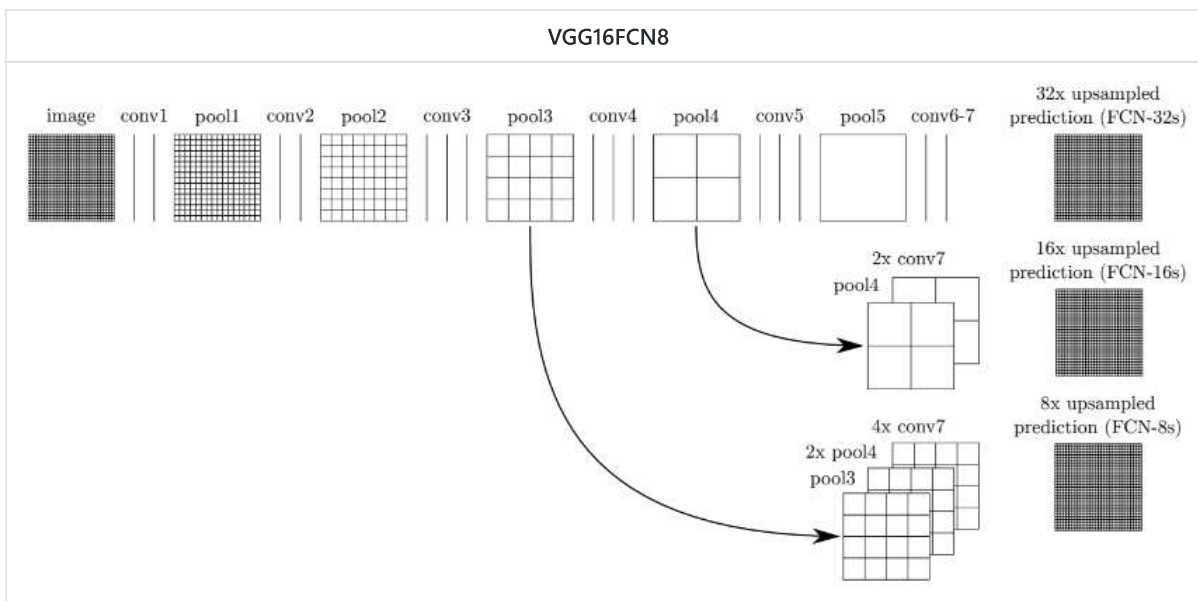 VGG16FCN8
image conv1 pool1 conv2 pool2 conv3 pool3 conv4 pool4 conv5 pool5 conv6-7
32x upsampled
prediction (FCN-32s)
16x upsampled
prediction (FCN-16s)
2x conv7
pool4
8x upsampled
prediction (FCN-8s)
4x conv7
2x pool4
pool3